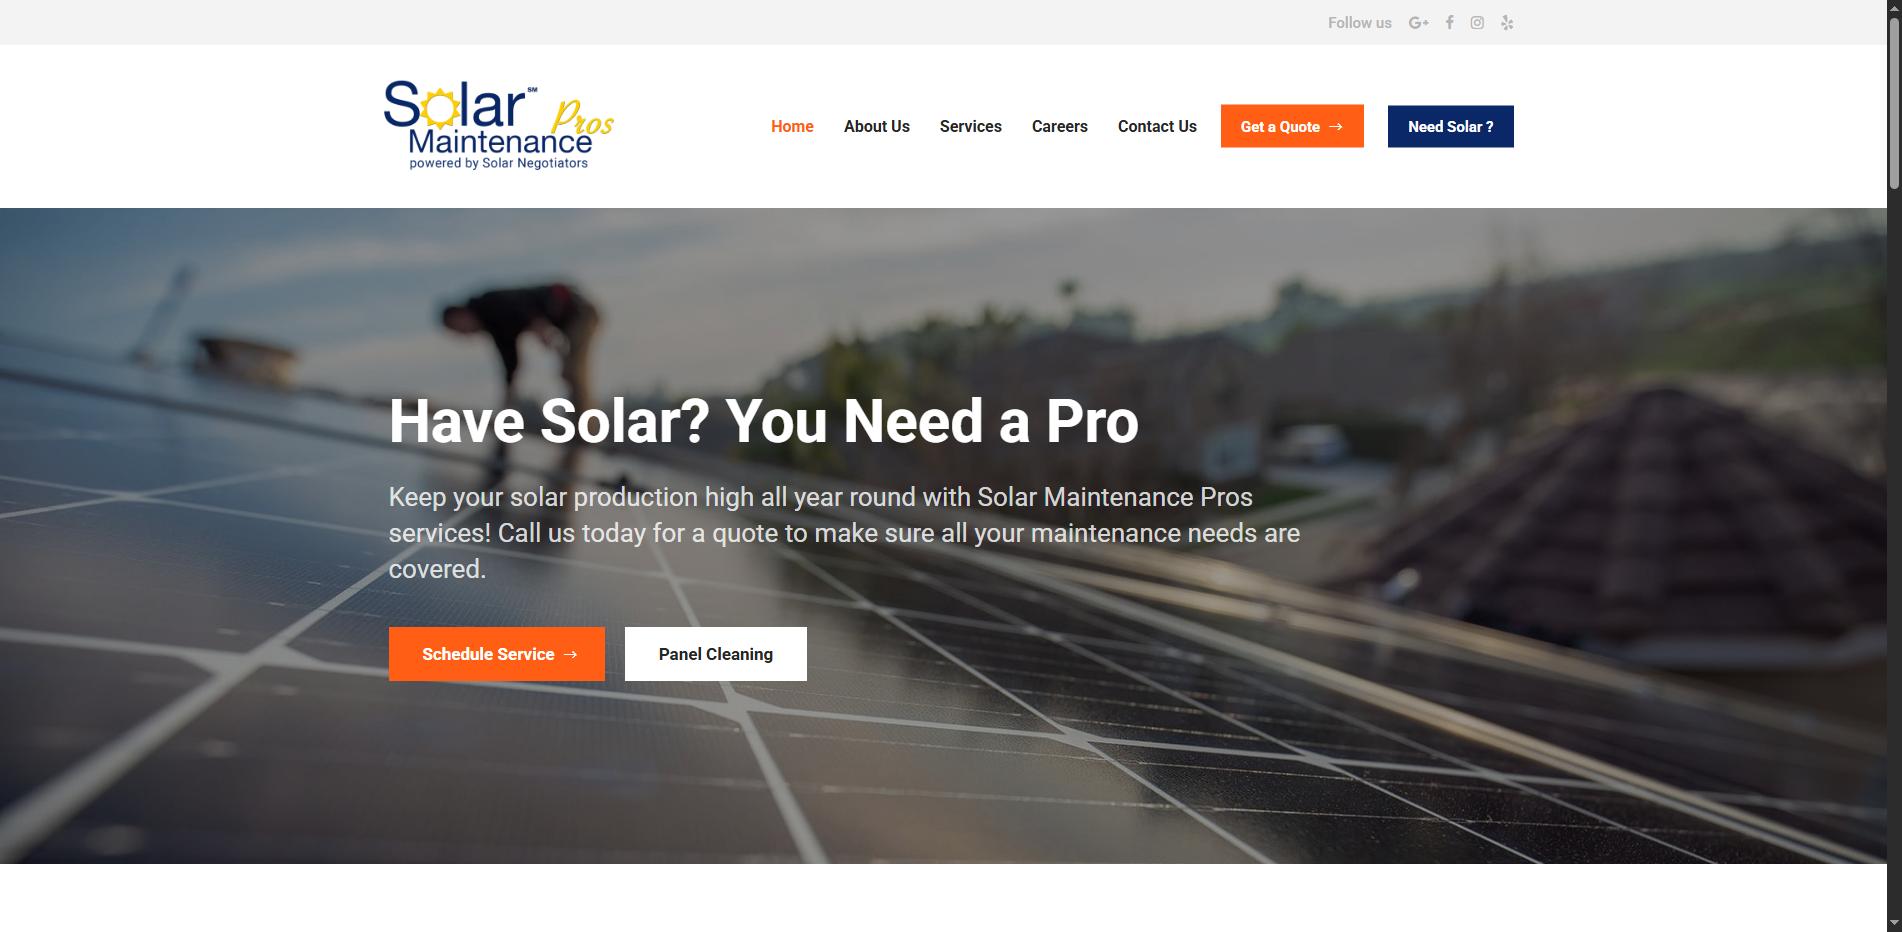 Follow us
Solar℠ Pros
Maintenance
powered by Solar Negotiators
Home
About Us
Services
Careers
Contact Us
Get a Quote →
Need Solar ?
Have Solar? You Need a Pro
Keep your solar production high all year round with Solar Maintenance Pros
services! Call us today for a quote to make sure all your maintenance needs are
covered.
Schedule Service →
Panel Cleaning